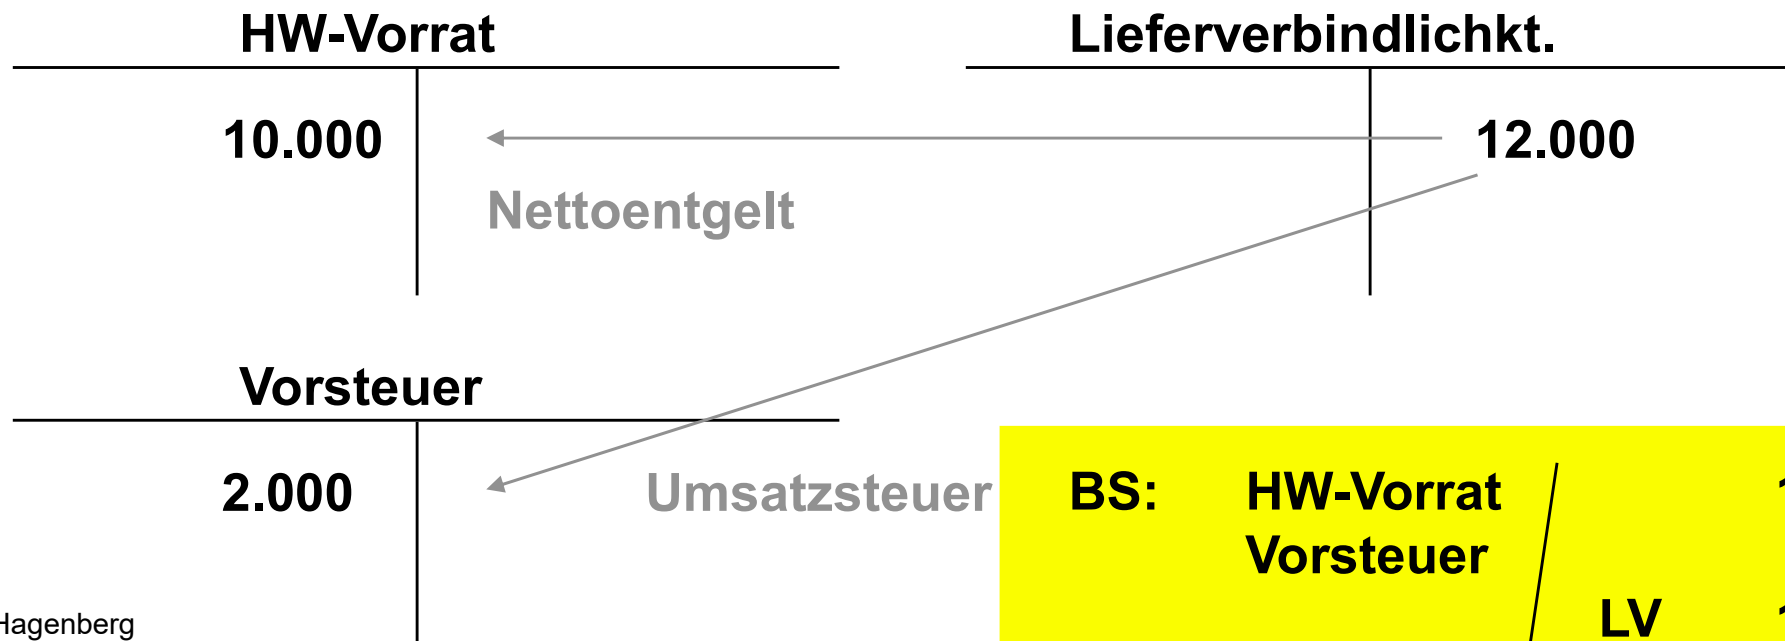 HW-Vorrat
Lieferverbindlichkt.
10.000
12.000
Nettoentgelt
Vorsteuer
2.000
Umsatzsteuer
BS: HW-Vorrat
Vorsteuer
LV
Hagenberg